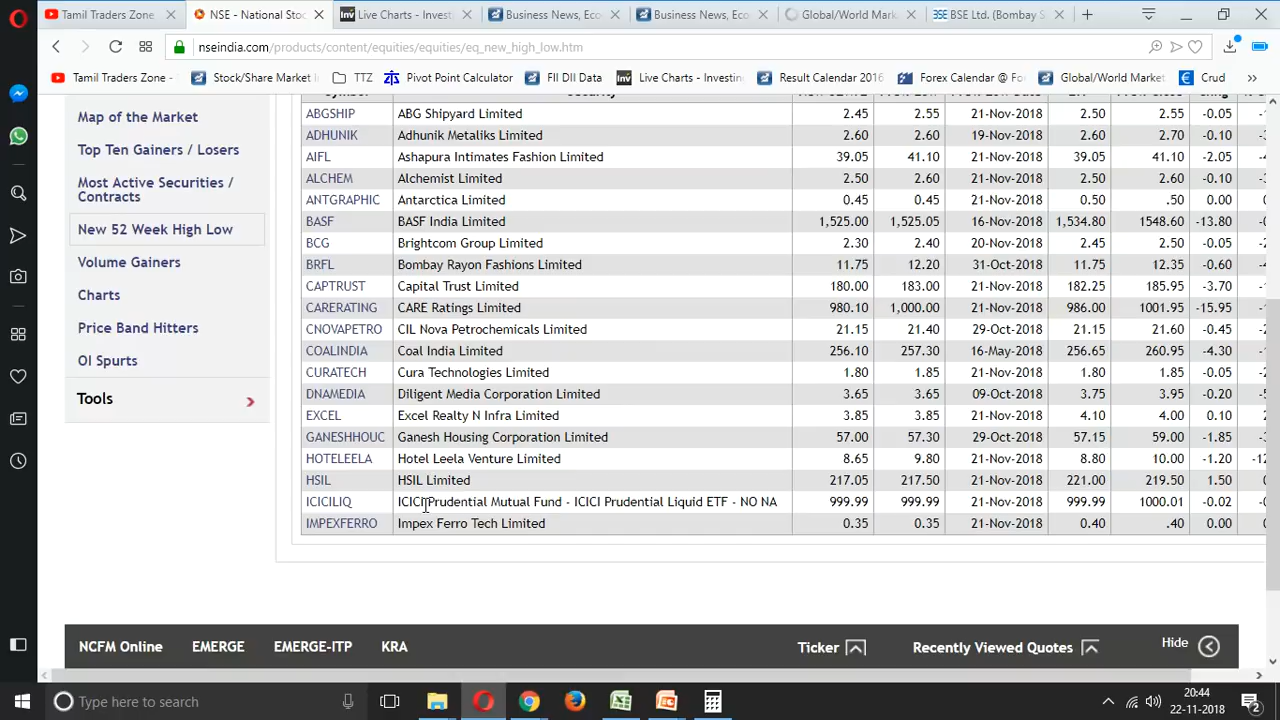 Tamil Traders Zone
NSE - National Stoc
Live Charts - Investi
Business News, Eco
Business News, Eco
Global/World Mark
BSE Ltd. (Bombay S
nseindia.com/products/content/equities/equities/eq_new_high_low.htm
Tamil Traders Zone -
Stock/Share Market I
TTZ
Pivot Point Calculator
FII DII Data
Live Charts - Investin
Result Calendar 2016
Forex Calendar @ Fo
Global/World Market
Crud
Map of the Market
Top Ten Gainers / Losers
Most Active Securities /
Contracts
New 52 Week High Low
Volume Gainers
Charts
Price Band Hitters
OI Spurts
Tools
ABGSHIP ABG Shipyard Limited 2.45 2.55 21-Nov-2018 2.50 2.55 -0.05
ADHUNIK Adhunik Metaliks Limited 2.60 2.60 19-Nov-2018 2.60 2.70 -0.10
AIFL Ashapura Intimates Fashion Limited 39.05 41.10 21-Nov-2018 39.05 41.10 -2.05
ALCHEM Alchemist Limited 2.50 2.60 21-Nov-2018 2.50 2.60 -0.10
ANTGRAPHIC Antarctica Limited 0.45 0.45 21-Nov-2018 0.50 .50 0.00
BASF BASF India Limited 1,525.00 1,525.05 16-Nov-2018 1,534.80 1548.60 -13.80
BCG Brightcom Group Limited 2.30 2.40 20-Nov-2018 2.45 2.50 -0.05
BRFL Bombay Rayon Fashions Limited 11.75 12.20 31-Oct-2018 11.75 12.35 -0.60
CAPTRUST Capital Trust Limited 180.00 183.00 21-Nov-2018 182.25 185.95 -3.70
CARERATING CARE Ratings Limited 980.10 1,000.00 21-Nov-2018 986.00 1001.95 -15.95
CNOVAPETRO CIL Nova Petrochemicals Limited 21.15 21.40 29-Oct-2018 21.15 21.60 -0.45
COALINDIA Coal India Limited 256.10 257.30 16-May-2018 256.65 260.95 -4.30
CURATECH Cura Technologies Limited 1.80 1.85 21-Nov-2018 1.80 1.85 -0.05
DNAMEDIA Diligent Media Corporation Limited 3.65 3.65 09-Oct-2018 3.75 3.95 -0.20
EXCEL Excel Realty N Infra Limited 3.85 3.85 21-Nov-2018 4.10 4.00 0.10
GANESHHOUC Ganesh Housing Corporation Limited 57.00 57.30 29-Oct-2018 57.15 59.00 -1.85
HOTELEELA Hotel Leela Venture Limited 8.65 9.80 21-Nov-2018 8.80 10.00 -1.20 -12
HSIL HSIL Limited 217.05 217.50 21-Nov-2018 221.00 219.50 1.50
ICICILIQ ICICI Prudential Mutual Fund - ICICI Prudential Liquid ETF - NO NA 999.99 999.99 21-Nov-2018 999.99 1000.01 -0.02
IMPEXFERRO Impex Ferro Tech Limited 0.35 0.35 21-Nov-2018 0.40 .40 0.00
NCFM Online EMERGE EMERGE-ITP KRA Ticker Recently Viewed Quotes Hide
Type here to search
20:44
22-11-2018
2